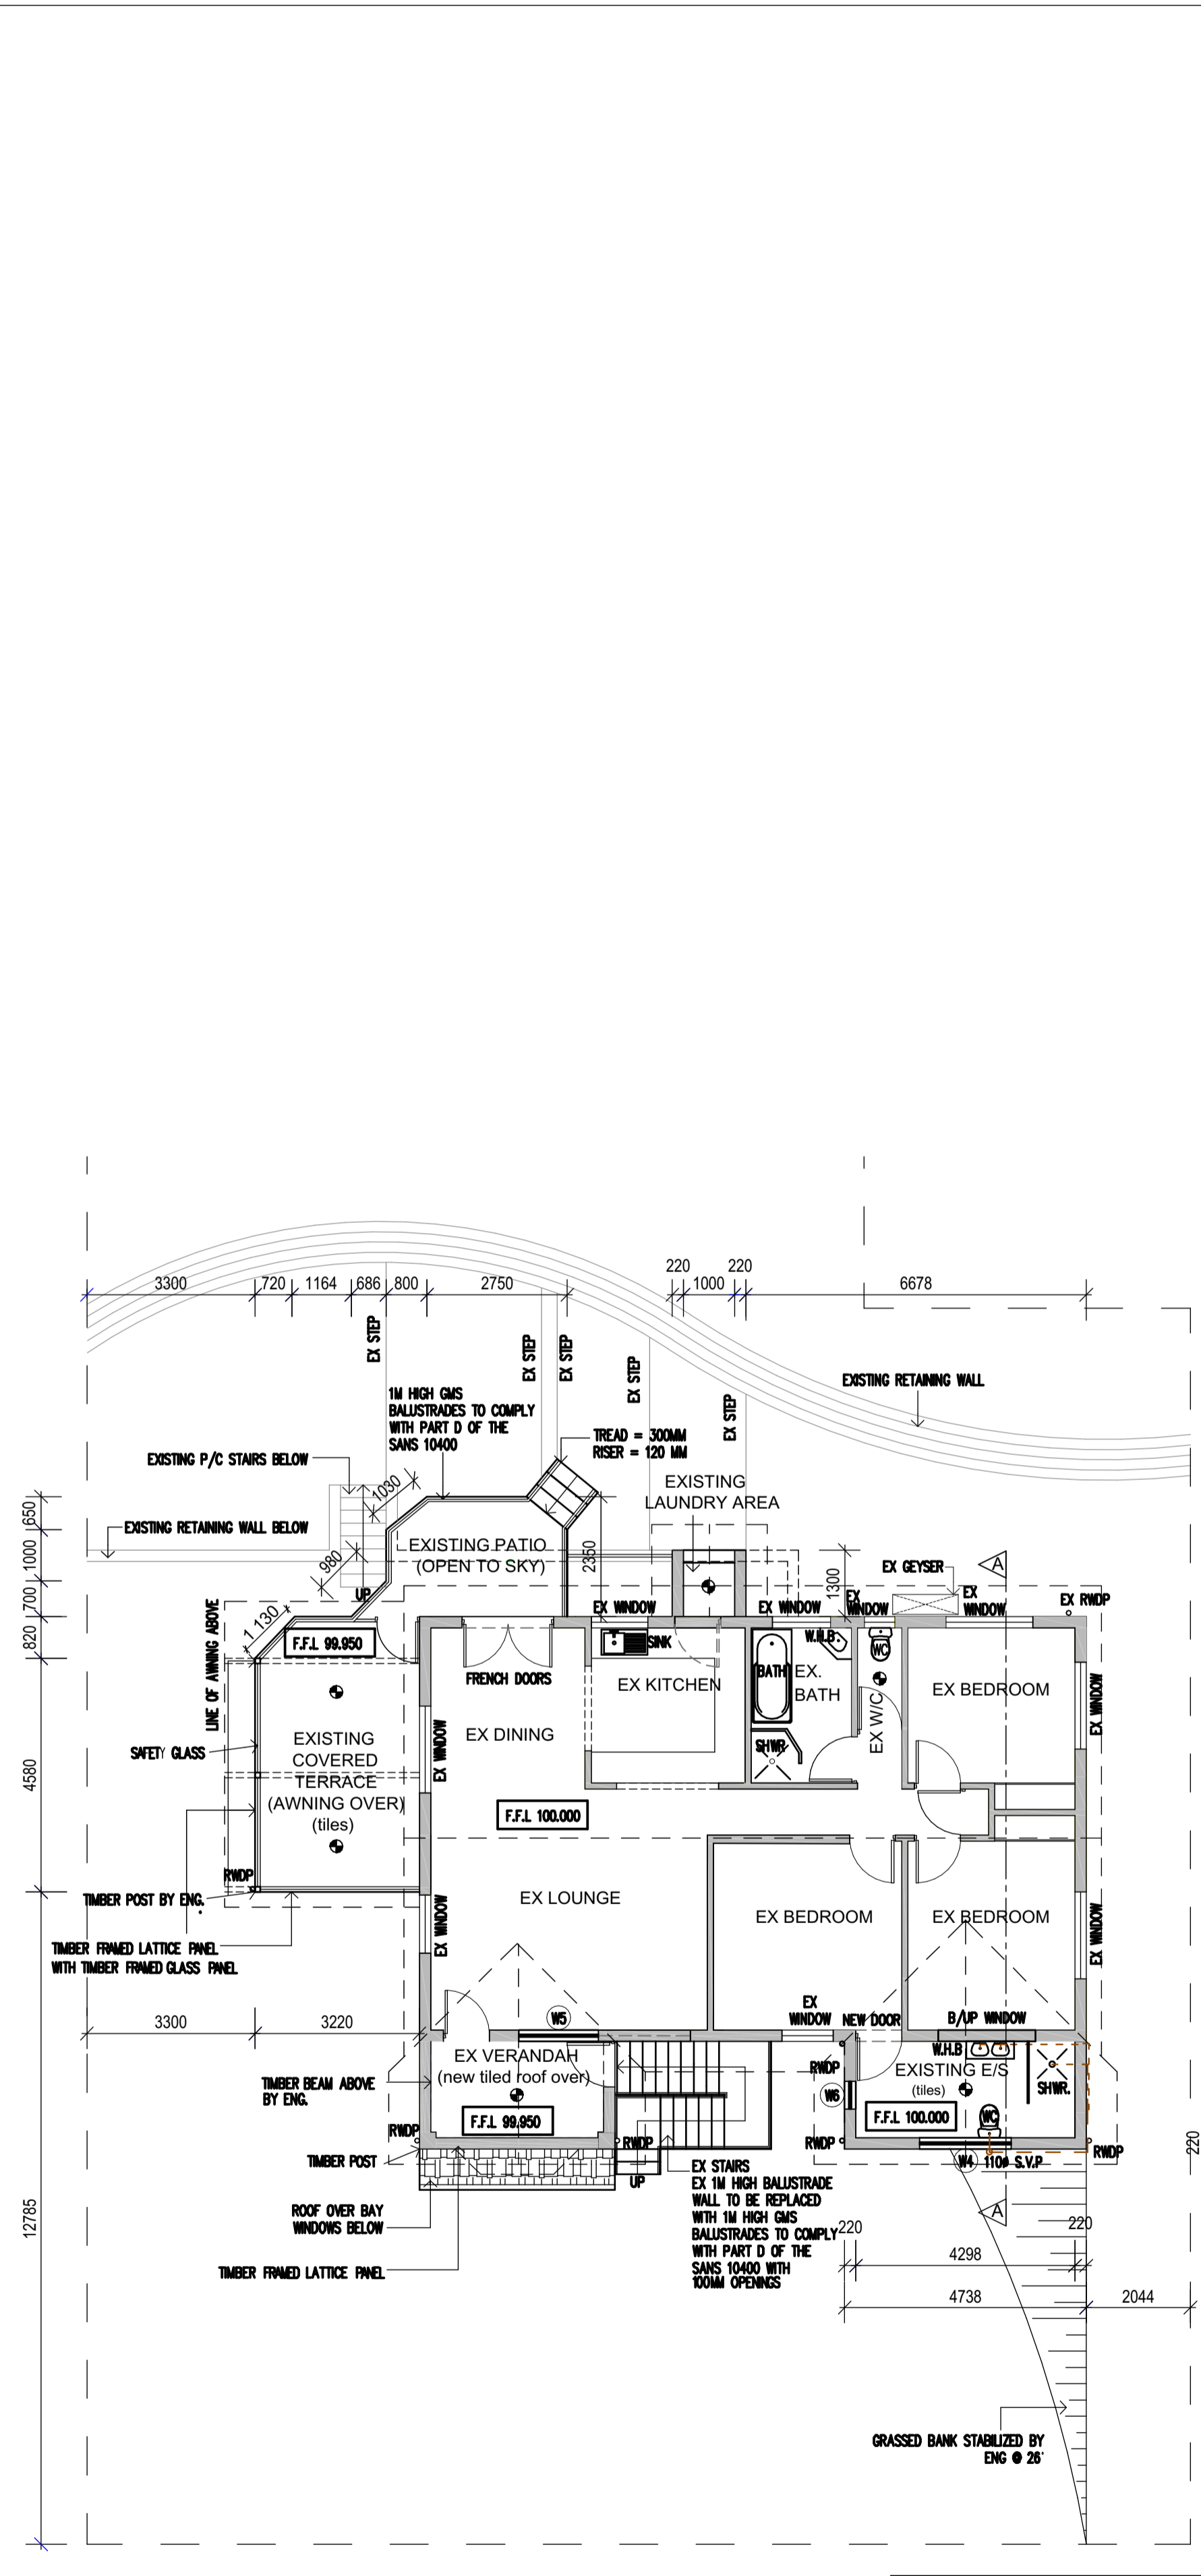 220
220
3300
720
1164
686
800
2750
1000
6678
EX STEP
EX STEP
EX STEP
EX STEP
EX STEP
EXISTING RETAINING WALL
1M HIGH GMS
BALUSTRADES TO COMPLY
WITH PART D OF THE
SANS 10400
TREAD = 300MM
RISER = 120 MM
EXISTING P/C STAIRS BELOW
EXISTING
LAUNDRY AREA
1030
EXISTING RETAINING WALL BELOW
650
1000
700
820
4580
12785
EXISTING PATIO
(OPEN TO SKY)
2350
980
UP
1300
EX GEYSER
A
EX WINDOW
EX WINDOW
EX
WINDOW
EX
WINDOW
EX RWDP
1 130
LINE OF AWNING ABOVE
F.F.L 99.950
FRENCH DOORS
SINK
EX KITCHEN
BATH
W.H.B.
EX.
BATH
WC
EX W/C
SHWR.
EX BEDROOM
EX WINDOW
EX DINING
EX WINDOW
SAFETY GLASS
EXISTING
COVERED
TERRACE
(AWNING OVER)
(tiles)
F.F.L 100.000
RWDP
TIMBER POST BY ENG.
EX LOUNGE
EX WINDOW
EX BEDROOM
EX BEDROOM
EX WINDOW
TIMBER FRAMED LATTICE PANEL
WITH TIMBER FRAMED GLASS PANEL
3300
3220
W5
EX
WINDOW
NEW DOOR
B/UP WINDOW
EX VERANDAH
(new tiled roof over)
W.H.B
RWDP
EXISTING E/S
(tiles)
SHWR.
TIMBER BEAM ABOVE
BY ENG.
W6
F.F.L 99.950
F.F.L 100.000
WC
RWDP
RWDP
RWDP
RWDP
TIMBER POST
UP
W4
110ø S.V.P
220
EX STAIRS
EX 1M HIGH BALUSTRADE
WALL TO BE REPLACED
WITH 1M HIGH GMS
BALUSTRADES TO COMPLY
WITH PART D OF THE
SANS 10400 WITH
100MM OPENINGS
ROOF OVER BAY
WINDOWS BELOW
A
220
220
TIMBER FRAMED LATTICE PANEL
4298
4738
2044
GRASSED BANK STABILIZED BY
ENG @ 26°